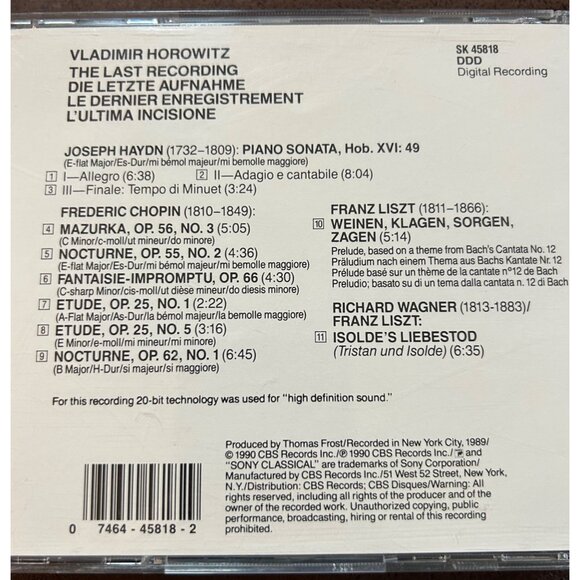 VLADIMIR HOROWITZ
THE LAST RECORDING
DIE LETZTE AUFNAHME
LE DERNIER ENREGISTREMENT
L'ULTIMA INCISIONE
SK 45818
DDD
Digital Recording
JOSEPH HAYDN (1732–1809): PIANO SONATA, Hob. XVI: 49
(E-flat Major/Es-Dur/mi bémol majeur/mi bemolle maggiore)
1 I—Allegro (6:38) 2 II—Adagio e cantabile (8:04)
3 III—Finale: Tempo di Minuet (3:24)
FREDERIC CHOPIN (1810–1849):
4 MAZURKA, OP. 56, NO. 3 (5:05)
(C Minor/c-moll/ut mineur/do minore)
5 NOCTURNE, OP. 55, NO. 2 (4:36)
(E-flat Major/Es-Dur/mi bémol majeur/mi bemolle maggiore)
6 FANTAISIE-IMPROMPTU, OP. 66 (4:30)
(C-sharp Minor/cis-moll/ut dièse mineur/do diesis minore)
7 ETUDE, OP. 25, NO. 1 (2:22)
(A-Flat Major/As-Dur/la bémol majeur/la bemolle maggiore)
8 ETUDE, OP. 25, NO. 5 (3:16)
(E Minor/e-moll/mi mineur/mi minore)
9 NOCTURNE, OP. 62, NO. 1 (6:45)
(B Major/H-Dur/si majeur/si maggiore)
FRANZ LISZT (1811–1866):
10 WEINEN, KLAGEN, SORGEN,
ZAGEN (5:14)
Prelude, based on a theme from Bach's Cantata No. 12
Präludium nach einem Thema aus Bachs Kantate Nr. 12
Prélude basé sur un thème de la cantate n° 12 de Bach
Preludio; basato su di un tema dalla cantata n. 12 di Bach
RICHARD WAGNER (1813-1883)/
FRANZ LISZT:
11 ISOLDE'S LIEBESTOD
(Tristan und Isolde) (6:35)
For this recording 20-bit technology was used for "high definition sound."
Produced by Thomas Frost/Recorded in New York City, 1989/
© 1990 CBS Records Inc./℗ 1990 CBS Records Inc./ and
"SONY CLASSICAL" are trademarks of Sony Corporation/
Manufactured by CBS Records Inc./51 West 52 Street, New York,
N.Y./Distribution: CBS Records; CBS Disques/Warning: All
rights reserved, including all rights of the producer and of the owner
of the recorded work. Unauthorized copying, public
performance, broadcasting, hiring or rental of this recording
prohibited.
0 7464-45818-2